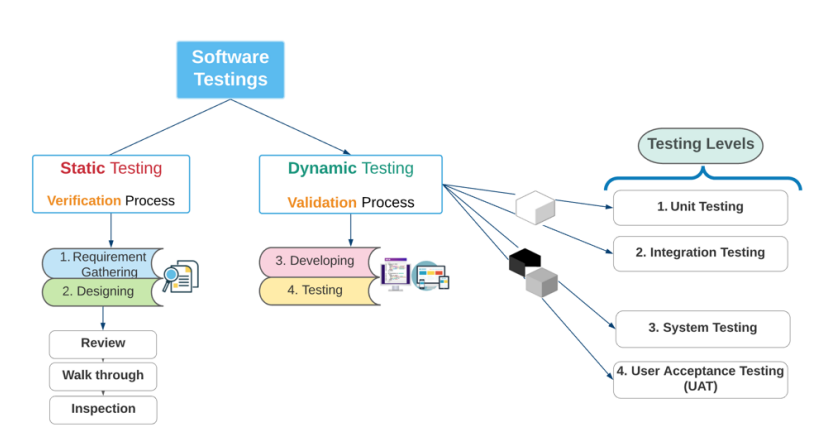 Software
Testings
Static Testing
Verification Process
1. Requirement
Gathering
2. Designing
Review
Walk through
Inspection
Dynamic Testing
Validation Process
3. Developing
4. Testing
Testing Levels
1. Unit Testing
2. Integration Testing
3. System Testing
4. User Acceptance Testing
(UAT)